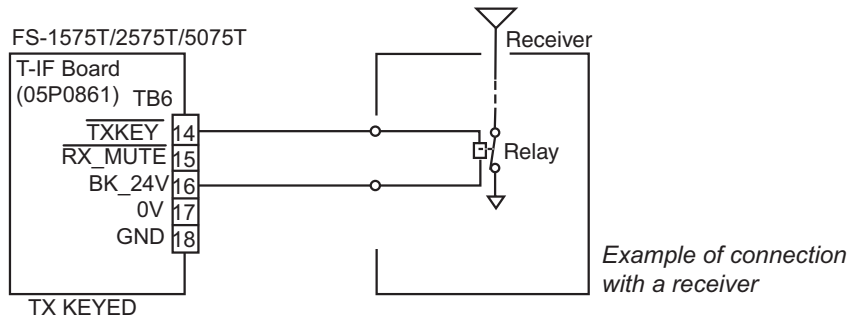 FS-1575T/2575T/5075T
Receiver
T-IF Board
(05P0861) TB6
TXKEY 14
RX_MUTE 15
BK_24V 16
0V 17
GND 18
Relay
Example of connection
with a receiver
TX KEYED